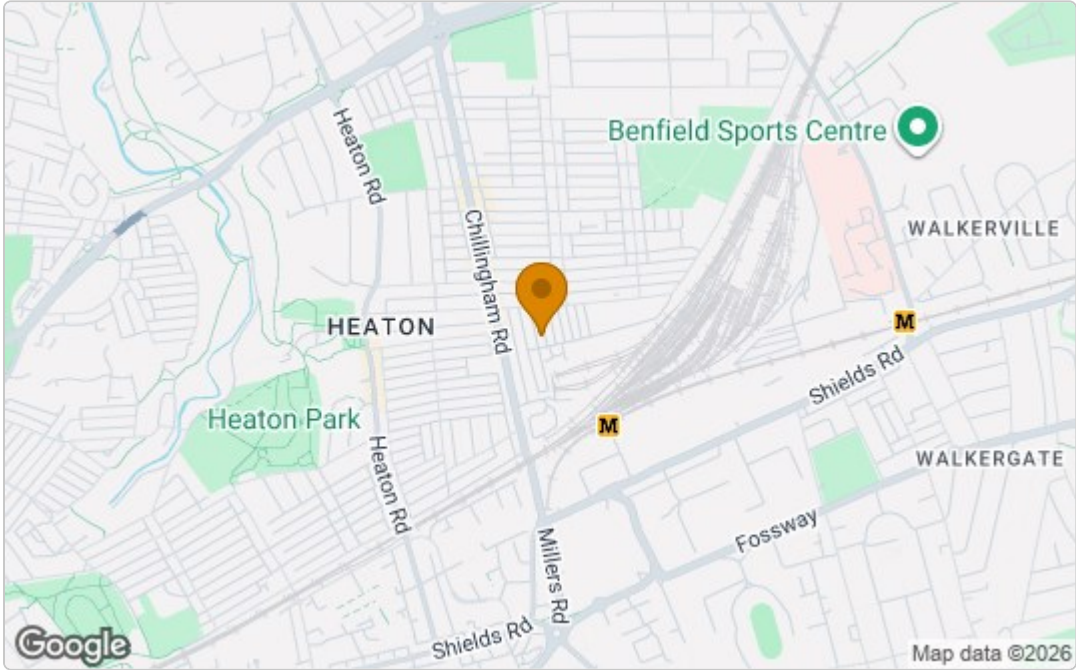 Heaton Rd
Benfield Sports Centre
Chillingham Rd
WALKERVILLE
HEATON
M
Shields Rd
Heaton Park
M
Heaton Rd
WALKERGATE
Fossway
Millers Rd
Shields Rd
Google
Map data ©2026